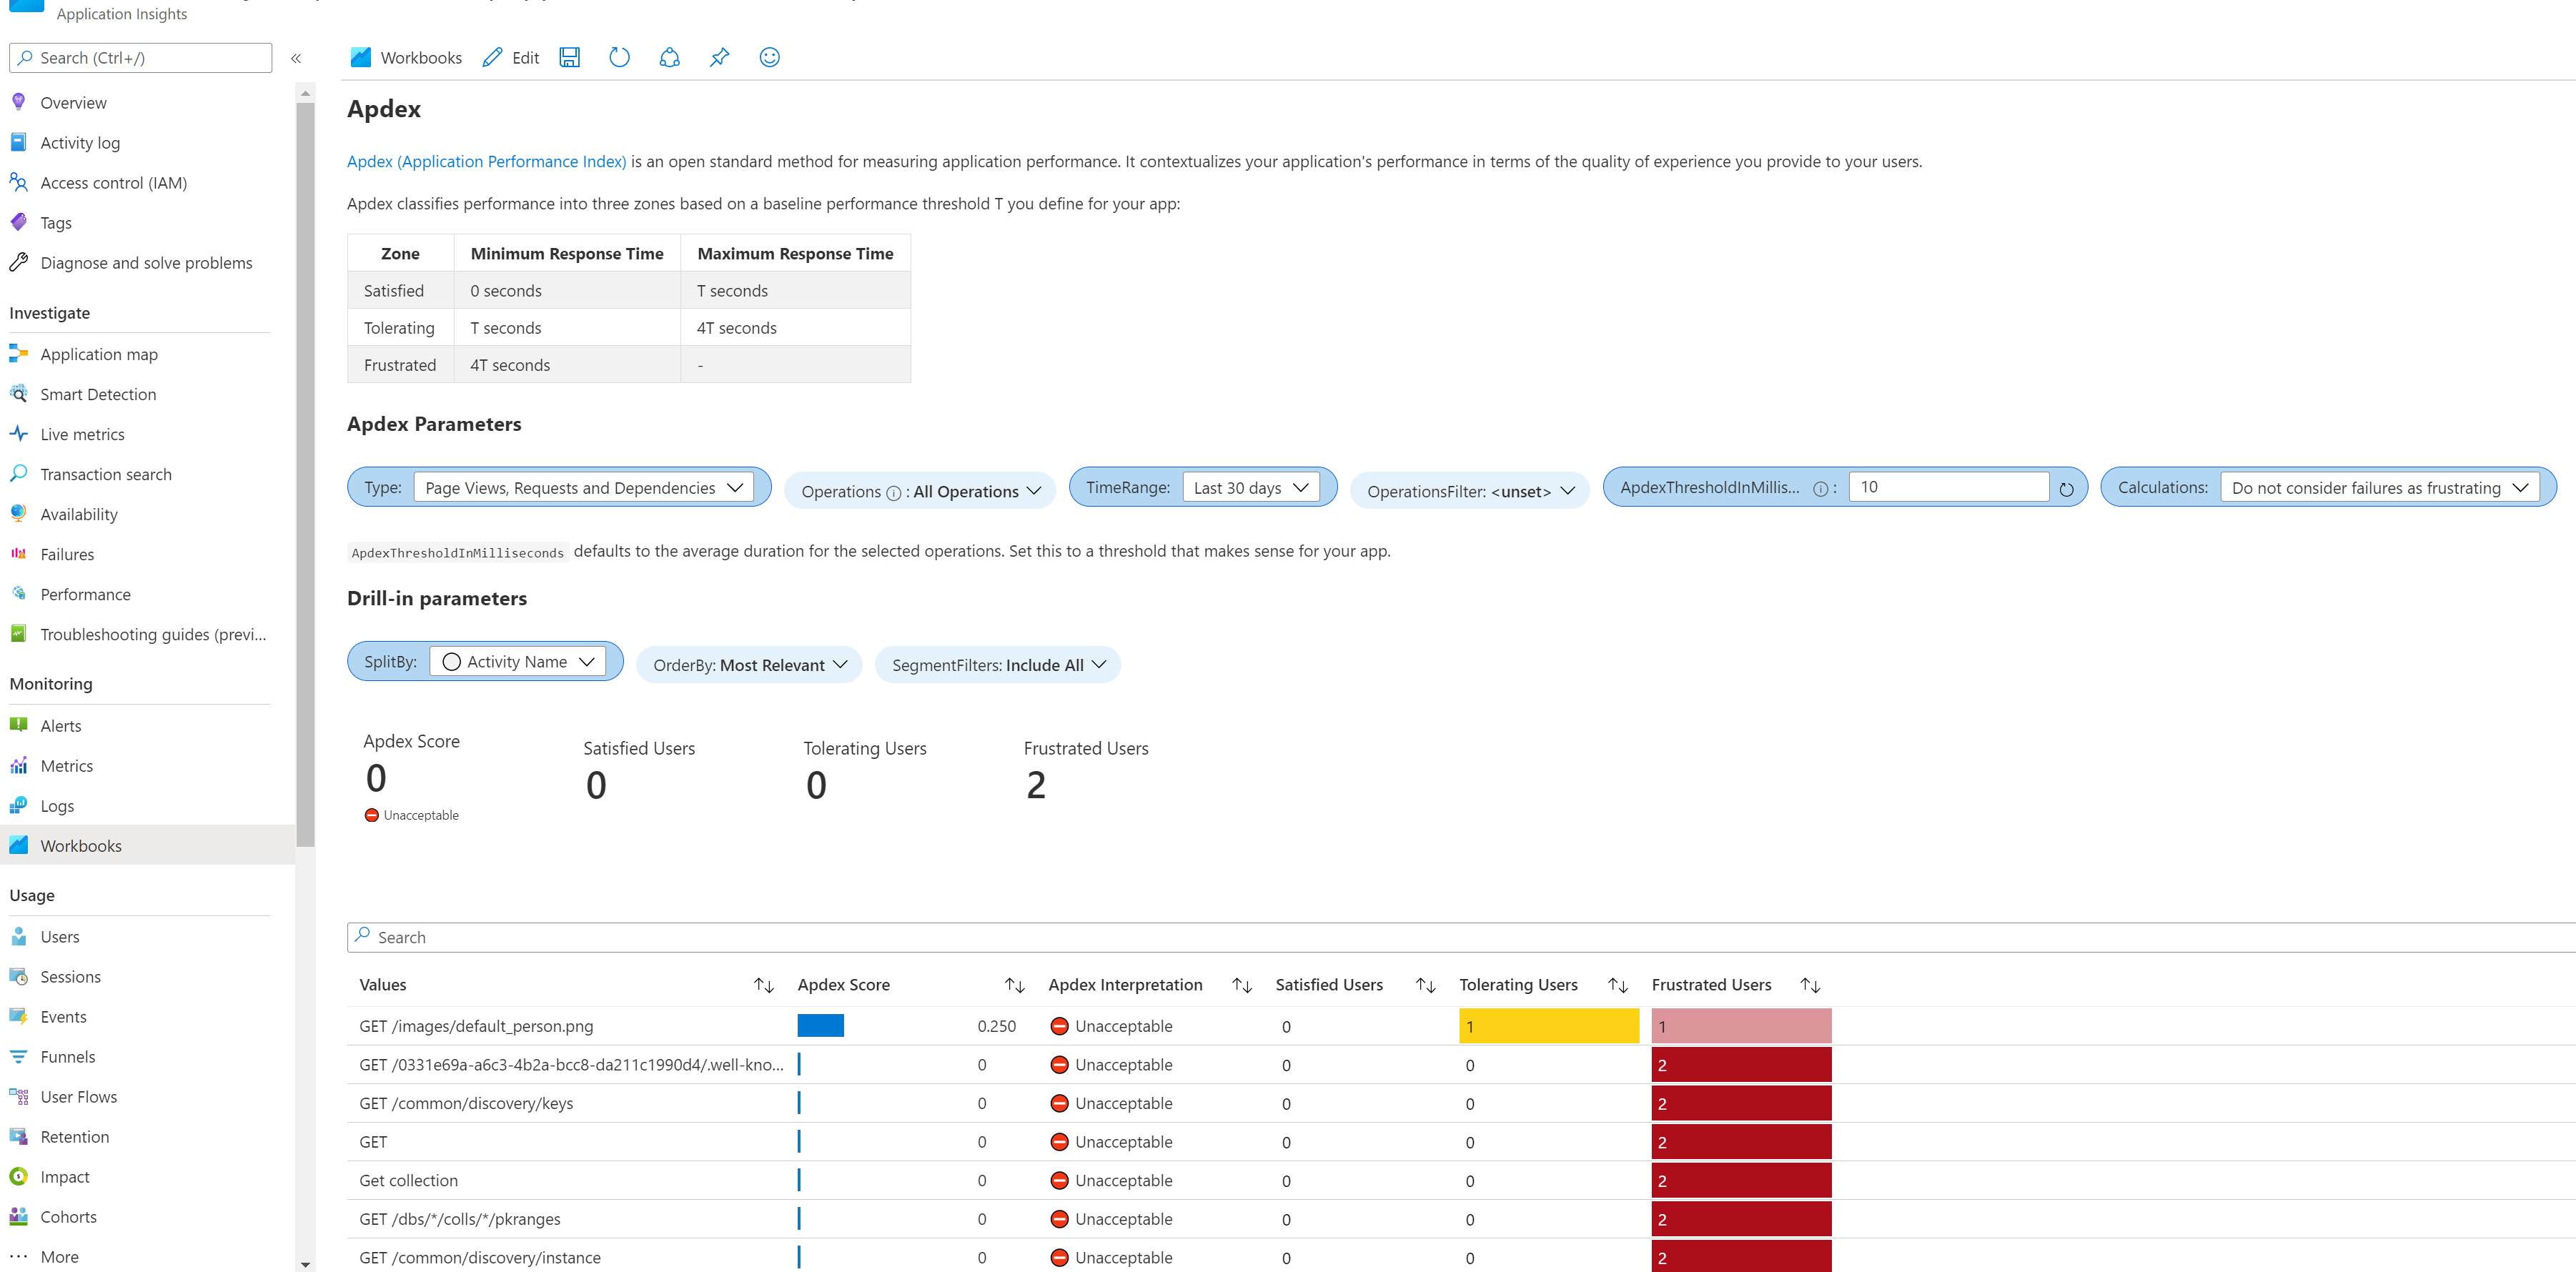 Application Insights
Search (Ctrl+/)
«
Overview
Activity log
Access control (IAM)
Tags
Diagnose and solve problems
Investigate
Application map
Smart Detection
Live metrics
Transaction search
Availability
Failures
Performance
Troubleshooting guides (previ...
Monitoring
Alerts
Metrics
Logs
Workbooks
Usage
Users
Sessions
Events
Funnels
User Flows
Retention
Impact
Cohorts
More
Workbooks Edit
Apdex
Apdex (Application Performance Index) is an open standard method for measuring application performance. It contextualizes your application's performance in terms of the quality of experience you provide to your users.
Apdex classifies performance into three zones based on a baseline performance threshold T you define for your app:
Zone Minimum Response Time Maximum Response Time
Satisfied 0 seconds T seconds
Tolerating T seconds 4T seconds
Frustrated 4T seconds -
Apdex Parameters
Type: Page Views, Requests and Dependencies Operations : All Operations TimeRange: Last 30 days OperationsFilter: <unset> ApdexThresholdInMillis... : 10 Calculations: Do not consider failures as frustrating
ApdexThresholdInMilliseconds defaults to the average duration for the selected operations. Set this to a threshold that makes sense for your app.
Drill-in parameters
SplitBy: Activity Name OrderBy: Most Relevant SegmentFilters: Include All
Apdex Score Satisfied Users Tolerating Users Frustrated Users
0 0 0 2
Unacceptable
Search
Values Apdex Score Apdex Interpretation Satisfied Users Tolerating Users Frustrated Users
GET /images/default_person.png 0.250 Unacceptable 0 1 1
GET /0331e69a-a6c3-4b2a-bcc8-da211c1990d4/.well-kno... 0 Unacceptable 0 0 2
GET /common/discovery/keys 0 Unacceptable 0 0 2
GET 0 Unacceptable 0 0 2
Get collection 0 Unacceptable 0 0 2
GET /dbs/*/colls/*/pkranges 0 Unacceptable 0 0 2
GET /common/discovery/instance 0 Unacceptable 0 0 2